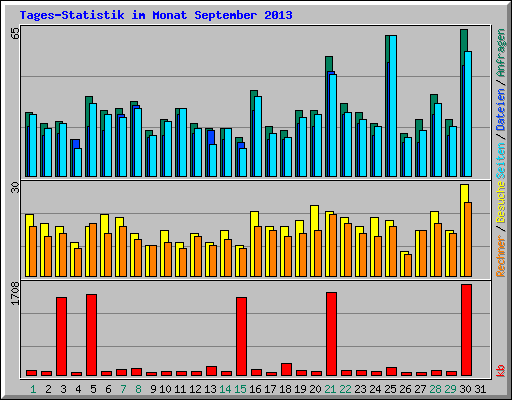 Tages-Statistik im Monat September 2013
65
30
1708
Anfragen / Dateien / Seiten
Besuche / Rechner
kb
1 2 3 4 5 6 7 8 9 10 11 12 13 14 15 16 17 18 19 20 21 22 23 24 25 26 27 28 29 30 31